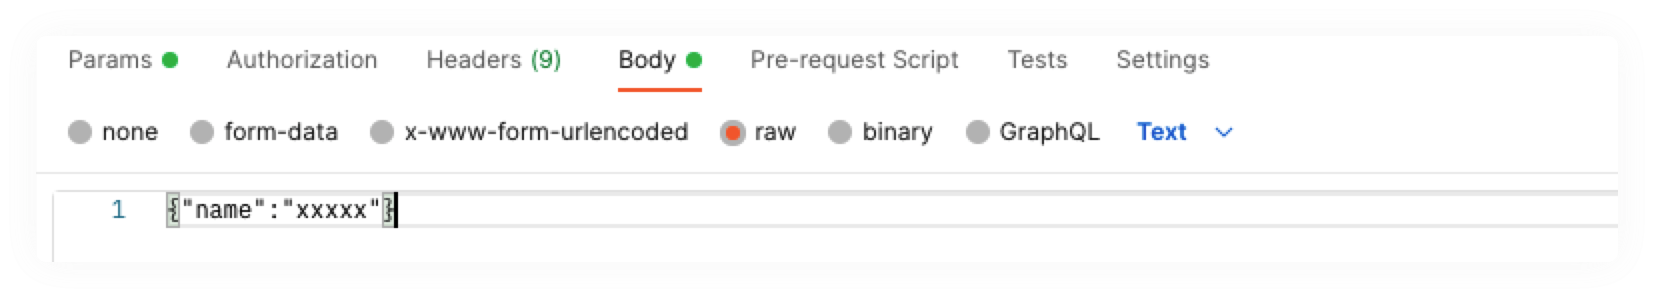 Params Authorization Headers (9) Body Pre-request Script Tests Settings
none form-data x-www-form-urlencoded raw binary GraphQL Text
1 {"name":"xxxxx"}